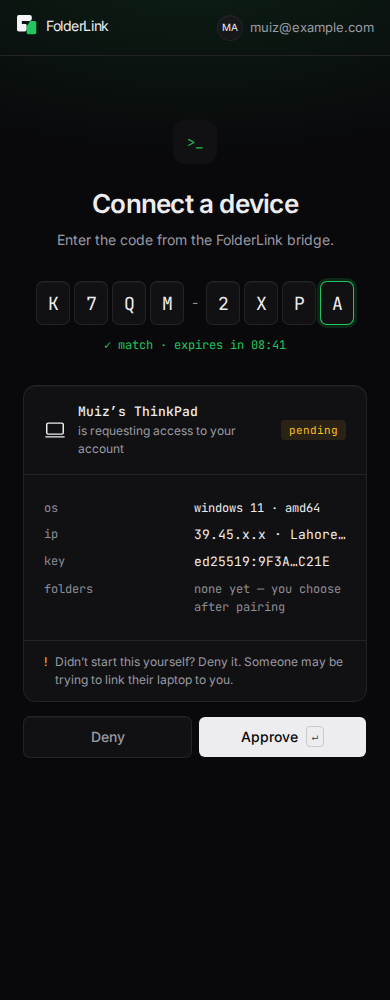 FolderLink
MA muiz@example.com
>_
Connect a device
Enter the code from the FolderLink bridge.
K 7 Q M - 2 X P A
✓ match · expires in 08:41
Muiz’s ThinkPad
is requesting access to your
account
pending
os windows 11 · amd64
ip 39.45.x.x · Lahore…
key ed25519:9F3A…C21E
folders none yet — you choose
after pairing
! Didn’t start this yourself? Deny it. Someone may be
trying to link their laptop to you.
Deny
Approve ↵